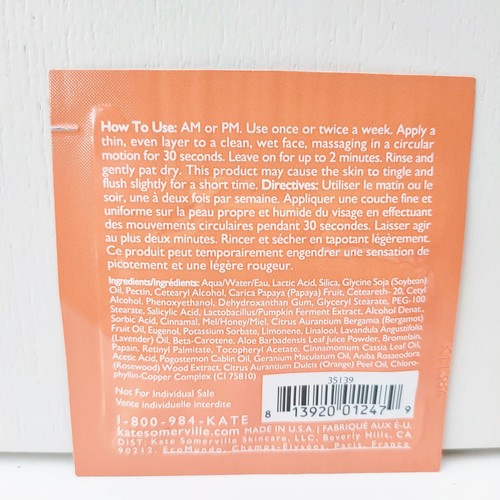 How To Use: AM or PM. Use once or twice a week. Apply a
thin, even layer to a clean, wet face, massaging in a circular
motion for 30 seconds. Leave on for up to 2 minutes. Rinse and
gently pat dry. This product may cause the skin to tingle and
flush slightly for a short time. Directives: Utiliser le matin ou le
soir, une à deux fois par semaine. Appliquer une couche fine et
uniforme sur la peau propre et humide du visage en effectuant
des mouvements circulaires pendant 30 secondes. Laisser agir
au plus deux minutes. Rincer et sécher en tapotant légèrement.
Ce produit peut temporairement engendrer une sensation de
picotement et une légère rougeur.
Ingredients/Ingrédients: Aqua/Water/Eau, Lactic Acid, Silica, Glycine Soja (Soybean)
Oil, Pectin, Cetearyl Alcohol, Carica Papaya (Papaya) Fruit, Ceteareth- 20, Cetyl
Alcohol, Phenoxyethanol, Dehydroxanthan Gum, Glyceryl Stearate, PEG-100
Stearate, Salicylic Acid, Lactobacillus/Pumpkin Ferment Extract, Alcohol Denat.,
Sorbic Acid, Cinnamal, Mel/Honey/Miel, Citrus Aurantium Bergamia (Bergamot)
Fruit Oil, Eugenol, Potassium Sorbate, Limonene, Linalool, Lavandula Angustifolia
(Lavender) Oil, Beta-Carotene, Aloe Barbadensis Leaf Juice Powder, Bromelain,
Papain, Retinyl Palmitate, Tocopheryl Acetate, Cinnamomum Cassia Leaf Oil,
Acetic Acid, Pogostemon Cablin Oil, Geranium Maculatum Oil, Aniba Rosaeodora
(Rosewood) Wood Extract, Citrus Aurantium Dulcis (Orange) Peel Oil, Chloro-
phyllin-Copper Complex (CI 75810)
35139
Not For Individual Sale
Vente individuelle interdite
8 13920 01247 9
1-800-984-KATE
katesomerville.com MADE IN U.S.A. | FABRIQUÉ AUX É-U.
DIST: Kate Somerville Skincare, LLC, Beverly Hills, CA
90212. EcoMundo, Champs-Élysées, Paris, France